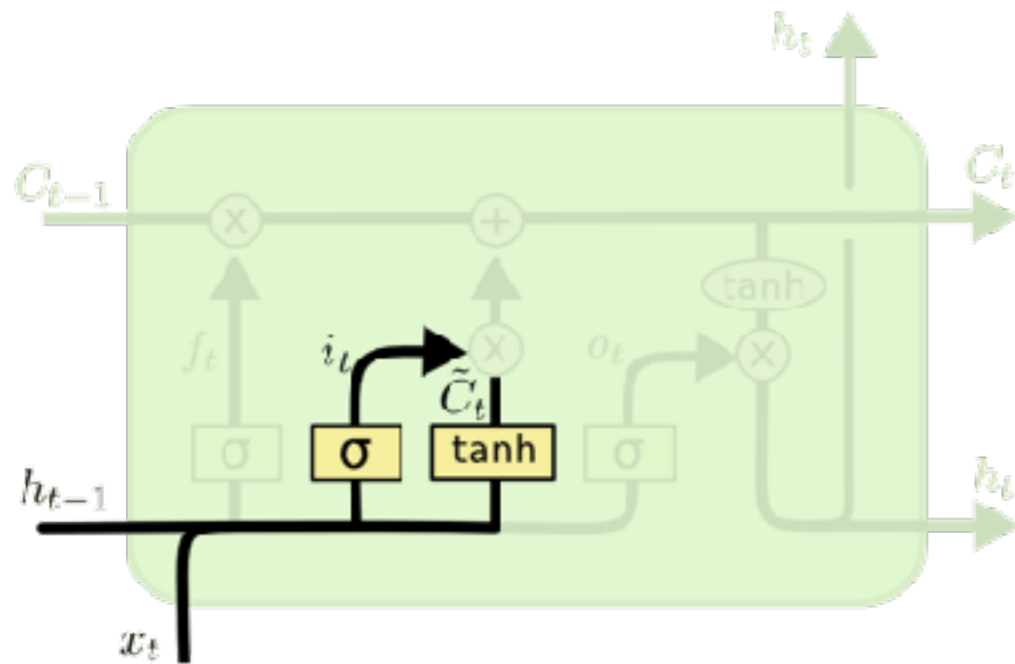 h_t
C_{t-1}
C_t
x
+
tanh
f_t
i_t
x
o_t
x
C̃_t
σ
σ
tanh
σ
h_{t-1}
h_t
x_t